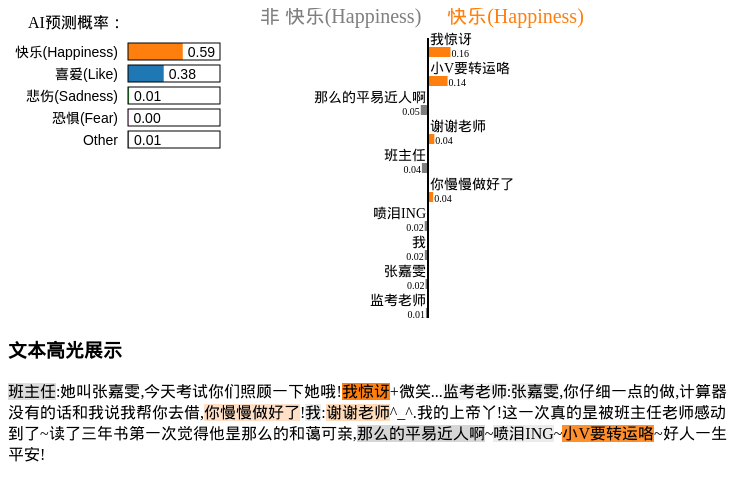 AI预测概率：
快乐(Happiness) 0.59
喜爱(Like) 0.38
悲伤(Sadness) 0.01
恐惧(Fear) 0.00
Other 0.01
非 快乐(Happiness) 快乐(Happiness)
我惊讶
0.16
小V要转运咯
0.14
那么的平易近人啊
0.05
谢谢老师
0.04
班主任
0.04
你慢慢做好了
0.04
喷泪ING
0.02
我
0.02
张嘉雯
0.02
监考老师
0.01
文本高光展示
班主任:她叫张嘉雯,今天考试你们照顾一下她哦!我惊讶+微笑...监考老师:张嘉雯,你仔细一点的做,计算器
没有的话和我说我帮你去借,你慢慢做好了!我:谢谢老师^_^.我的上帝丫!这一次真的昰被班主任老师感动
到了~读了三年书第一次觉得他昰那么的和蔼可亲,那么的平易近人啊~喷泪ING~小V要转运咯~好人一生
平安!